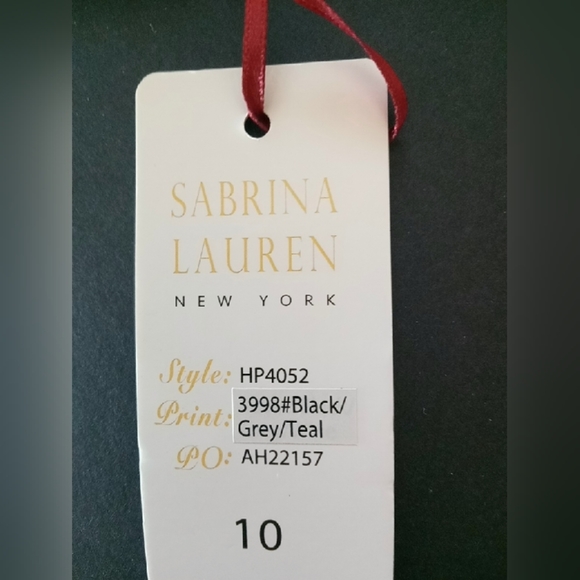 SABRINA
LAUREN
NEW YORK
Style: HP4052
Print: 3998#Black/
Grey/Teal
PO: AH22157
10